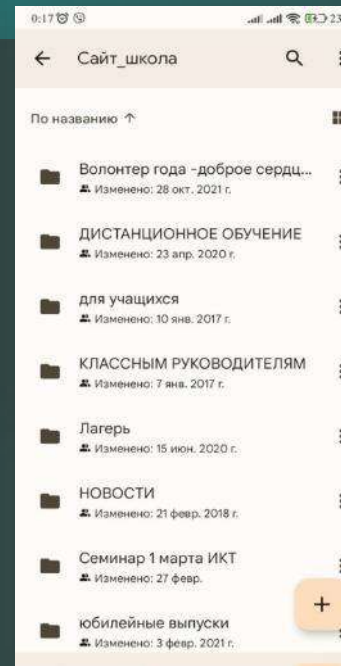 0:17
23
Сайт_школа
По названию ↑
Волонтер года -доброе сердц...
Изменено: 28 окт. 2021 г.
ДИСТАНЦИОННОЕ ОБУЧЕНИЕ
Изменено: 23 апр. 2020 г.
для учащихся
Изменено: 10 янв. 2017 г.
КЛАССНЫМ РУКОВОДИТЕЛЯМ
Изменено: 7 янв. 2017 г.
Лагерь
Изменено: 15 июн. 2020 г.
НОВОСТИ
Изменено: 21 февр. 2018 г.
Семинар 1 марта ИКТ
Изменено: 27 февр.
юбилейные выпуски
Изменено: 3 февр. 2021 г.